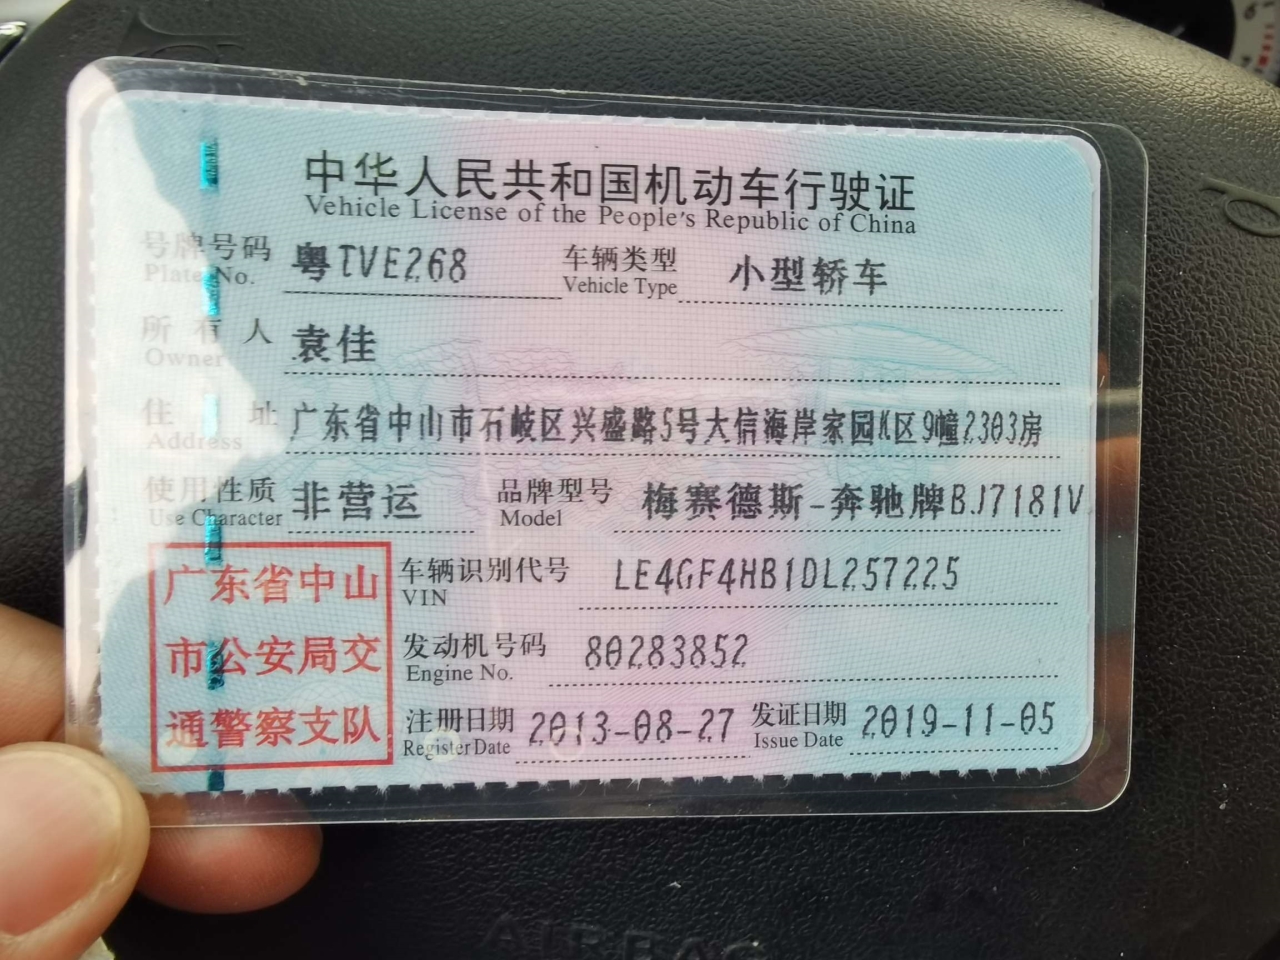 中华人民共和国机动车行驶证
Vehicle License of the People's Republic of China
号牌号码 粤TVE268 车辆类型 小型轿车
Plate No. Vehicle Type
所有人 袁佳
Owner
住址 广东省中山市石岐区兴盛路5号大信海岸家园K区9幢2303房
Address
使用性质 非营运 品牌型号 梅赛德斯-奔驰牌BJ7181V
Use Character Model
广东省中山
市公安局交
通警察支队
车辆识别代号 LE4GF4HB1DL257225
VIN
发动机号码 80283852
Engine No.
注册日期 2013-08-27 发证日期 2019-11-05
Register Date Issue Date
AIRBAG